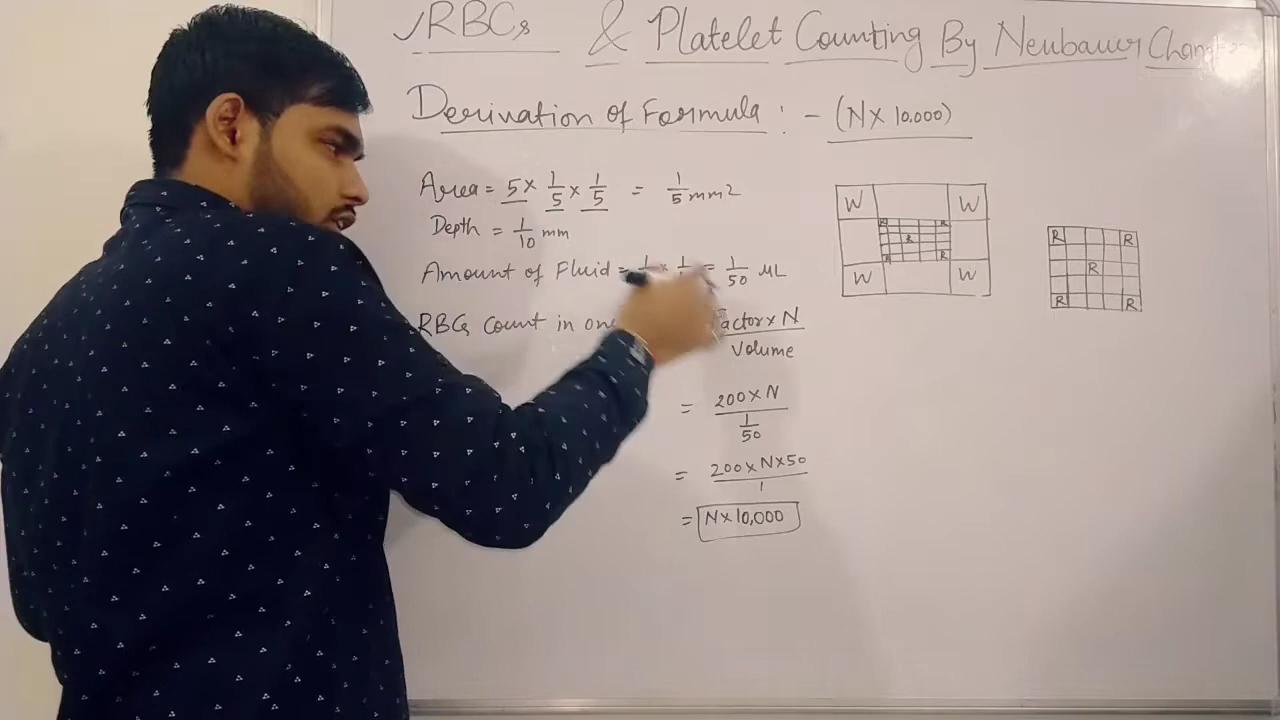 ✓RBCs & Platelet Counting By Neubauer
Derivation of Formula :- (N× 10,000)
Area = 5× 1/5 × 1/5 = 1/5 mm2
Depth = 1/10 mm
Amount of Fluid = = 1/50 μL
RBCs Count in one actor× N / Volume
= 200×N / 1/50
= 200×N×50 / 1
= N×10,000
W W
R R
R
R R
W W
R R
R
R R